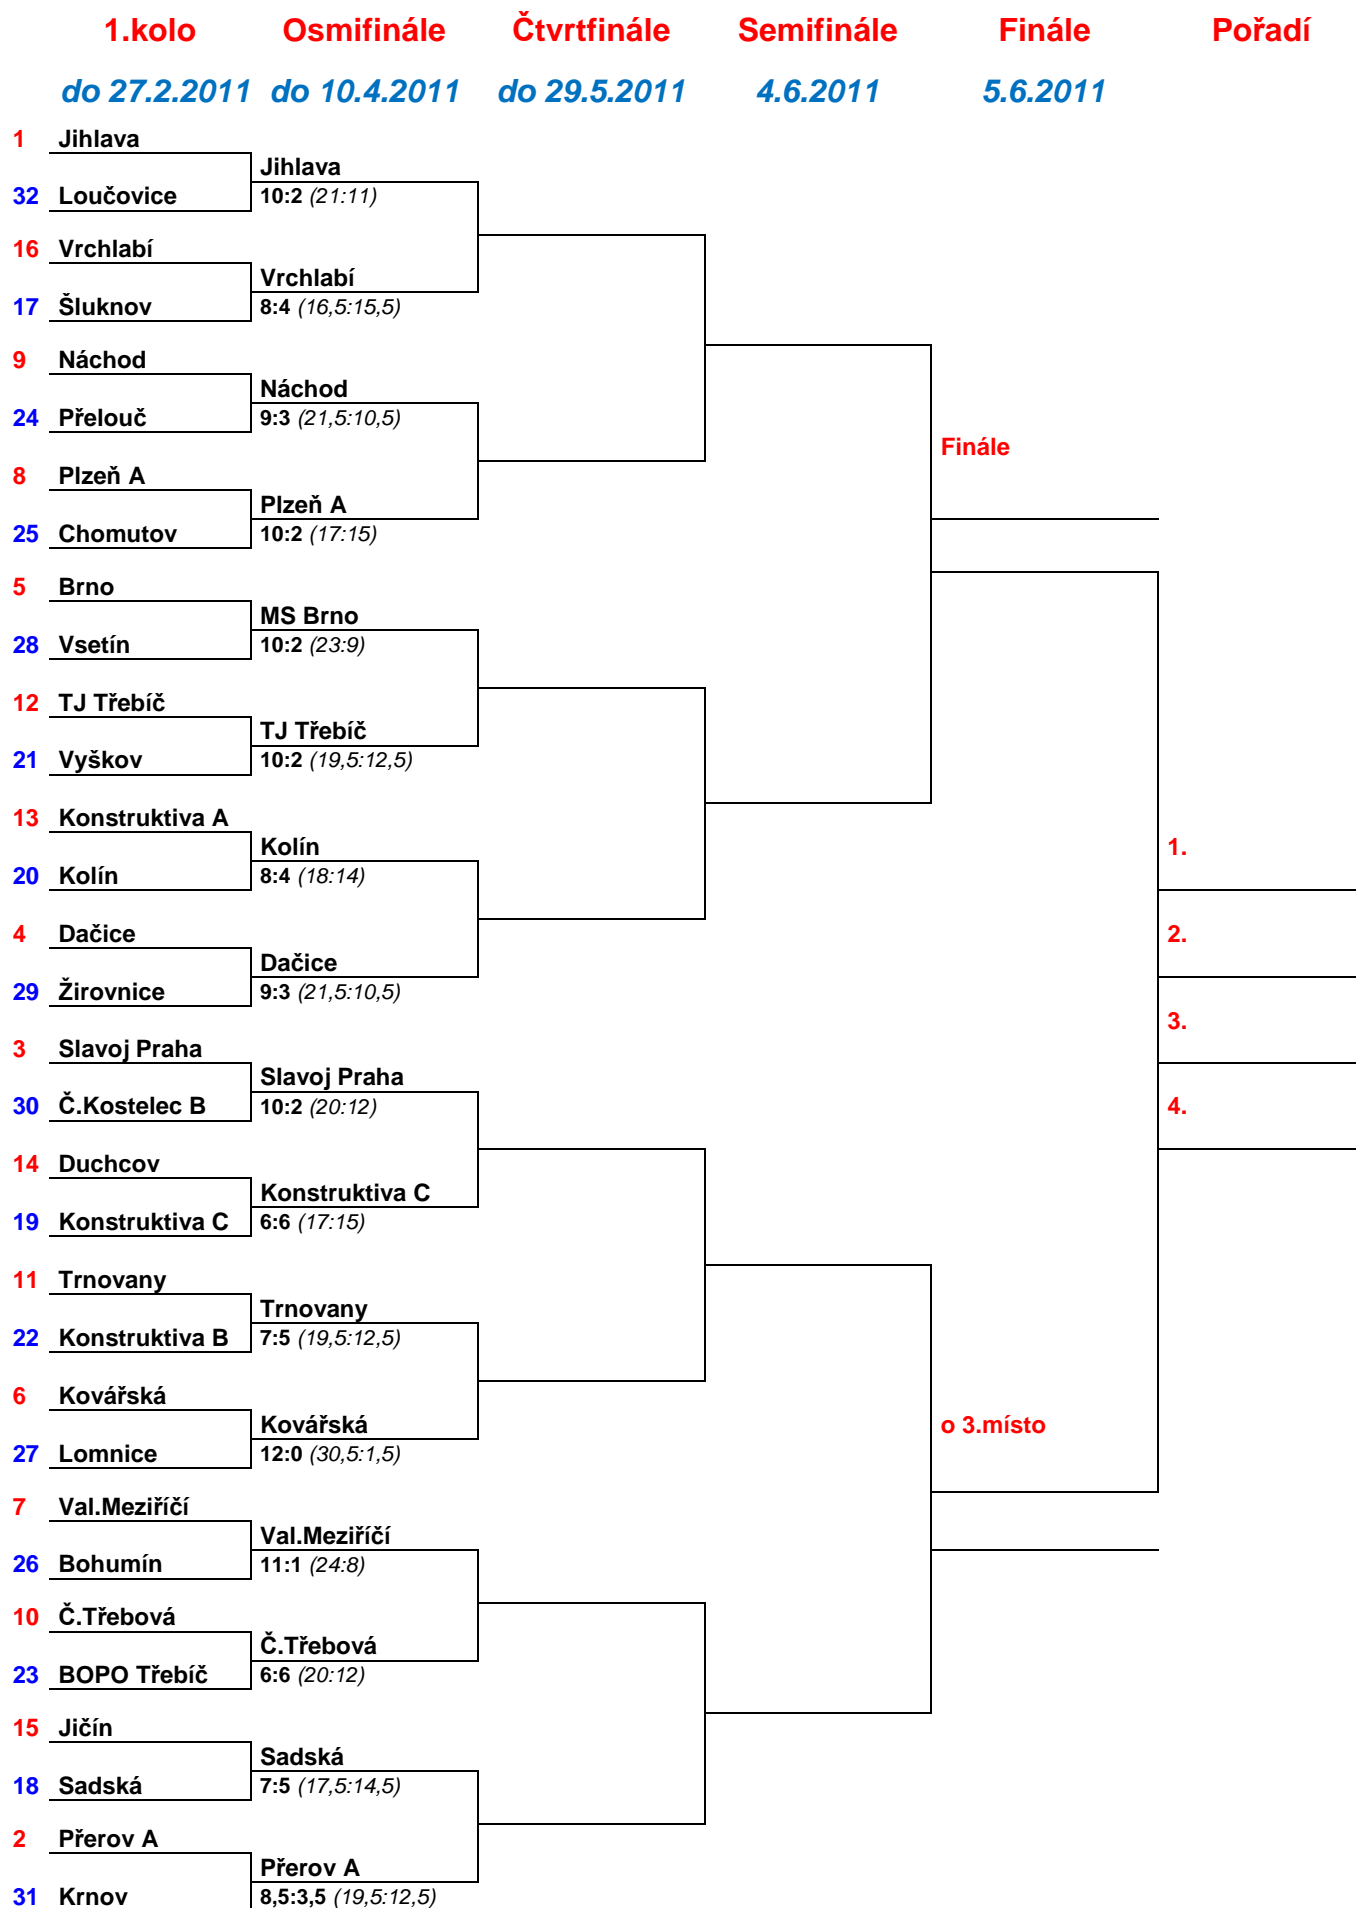 1.kolo Osmifinále Čtvrtfinále Semifinále Finále Pořadí
do 27.2.2011 do 10.4.2011 do 29.5.2011 4.6.2011 5.6.2011
1 Jihlava
Jihlava
32 Loučovice 10:2 (21:11)
16 Vrchlabí
Vrchlabí
17 Šluknov 8:4 (16,5:15,5)
9 Náchod
Náchod
24 Přelouč 9:3 (21,5:10,5)
Finále
8 Plzeň A
Plzeň A
25 Chomutov 10:2 (17:15)
5 Brno
MS Brno
28 Vsetín 10:2 (23:9)
12 TJ Třebíč
TJ Třebíč
21 Vyškov 10:2 (19,5:12,5)
13 Konstruktiva A
Kolín 1.
20 Kolín 8:4 (18:14)
4 Dačice 2.
Dačice
29 Žirovnice 9:3 (21,5:10,5)
3.
3 Slavoj Praha
Slavoj Praha
30 Č.Kostelec B 10:2 (20:12) 4.
14 Duchcov
Konstruktiva C
19 Konstruktiva C 6:6 (17:15)
11 Trnovany
Trnovany
22 Konstruktiva B 7:5 (19,5:12,5)
6 Kovářská
Kovářská o 3.místo
27 Lomnice 12:0 (30,5:1,5)
7 Val.Meziříčí
Val.Meziříčí
26 Bohumín 11:1 (24:8)
10 Č.Třebová
Č.Třebová
23 BOPO Třebíč 6:6 (20:12)
15 Jičín
Sadská
18 Sadská 7:5 (17,5:14,5)
2 Přerov A
Přerov A
31 Krnov 8,5:3,5 (19,5:12,5)